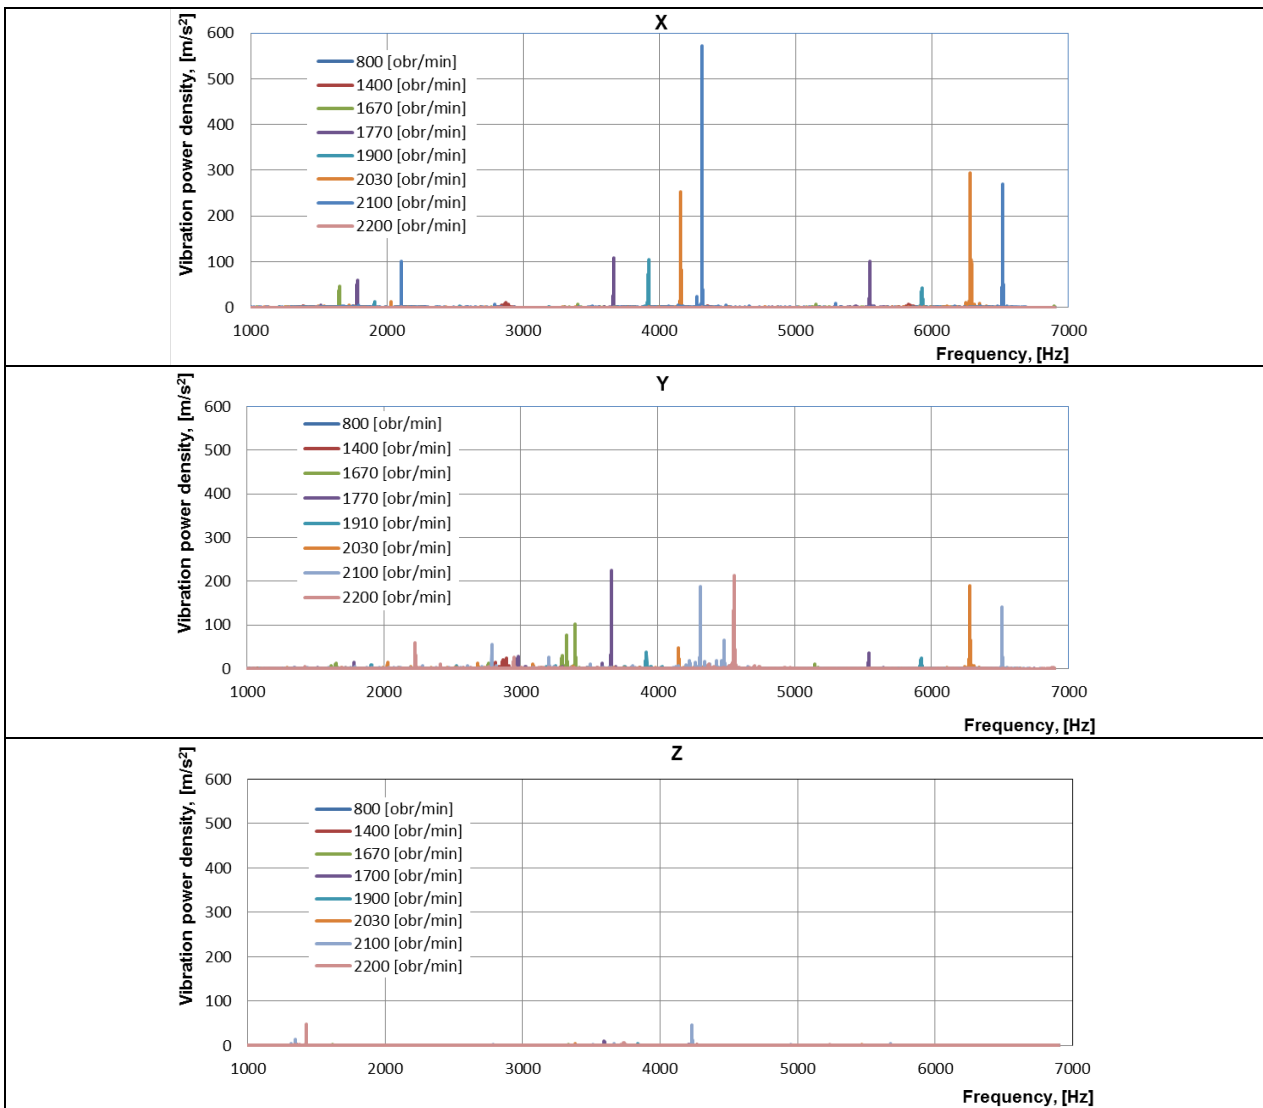 X
Vibration power density, [m/s²]
600
500
400
300
200
100
0
800 [obr/min]
1400 [obr/min]
1670 [obr/min]
1770 [obr/min]
1900 [obr/min]
2030 [obr/min]
2100 [obr/min]
2200 [obr/min]
1000 2000 3000 4000 5000 6000 7000
Frequency, [Hz]
Y
Vibration power density, [m/s²]
600
500
400
300
200
100
0
800 [obr/min]
1400 [obr/min]
1670 [obr/min]
1770 [obr/min]
1910 [obr/min]
2030 [obr/min]
2100 [obr/min]
2200 [obr/min]
1000 2000 3000 4000 5000 6000 7000
Frequency, [Hz]
Z
Vibration power density, [m/s²]
600
500
400
300
200
100
0
800 [obr/min]
1400 [obr/min]
1670 [obr/min]
1700 [obr/min]
1900 [obr/min]
2030 [obr/min]
2100 [obr/min]
2200 [obr/min]
1000 2000 3000 4000 5000 6000 7000
Frequency, [Hz]